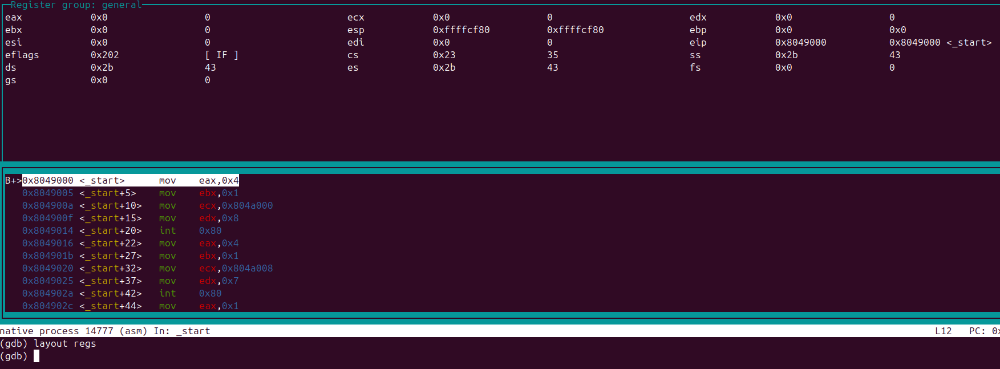 Register group: general
eax 0x0 0 ecx 0x0 0 edx 0x0 0
ebx 0x0 0 esp 0xffffcf80 0xffffcf80 ebp 0x0 0x0
esi 0x0 0 edi 0x0 0 eip 0x8049000 0x8049000 <_start>
eflags 0x202 [ IF ] cs 0x23 35 ss 0x2b 43
ds 0x2b 43 es 0x2b 43 fs 0x0 0
gs 0x0 0
B+>0x8049000 <_start> mov eax,0x4
0x8049005 <_start+5> mov ebx,0x1
0x804900a <_start+10> mov ecx,0x804a000
0x804900f <_start+15> mov edx,0x8
0x8049014 <_start+20> int 0x80
0x8049016 <_start+22> mov eax,0x4
0x804901b <_start+27> mov ebx,0x1
0x8049020 <_start+32> mov ecx,0x804a008
0x8049025 <_start+37> mov edx,0x7
0x804902a <_start+42> int 0x80
0x804902c <_start+44> mov eax,0x1
native process 14777 (asm) In: _start L12 PC: 0x
(gdb) layout regs
(gdb)